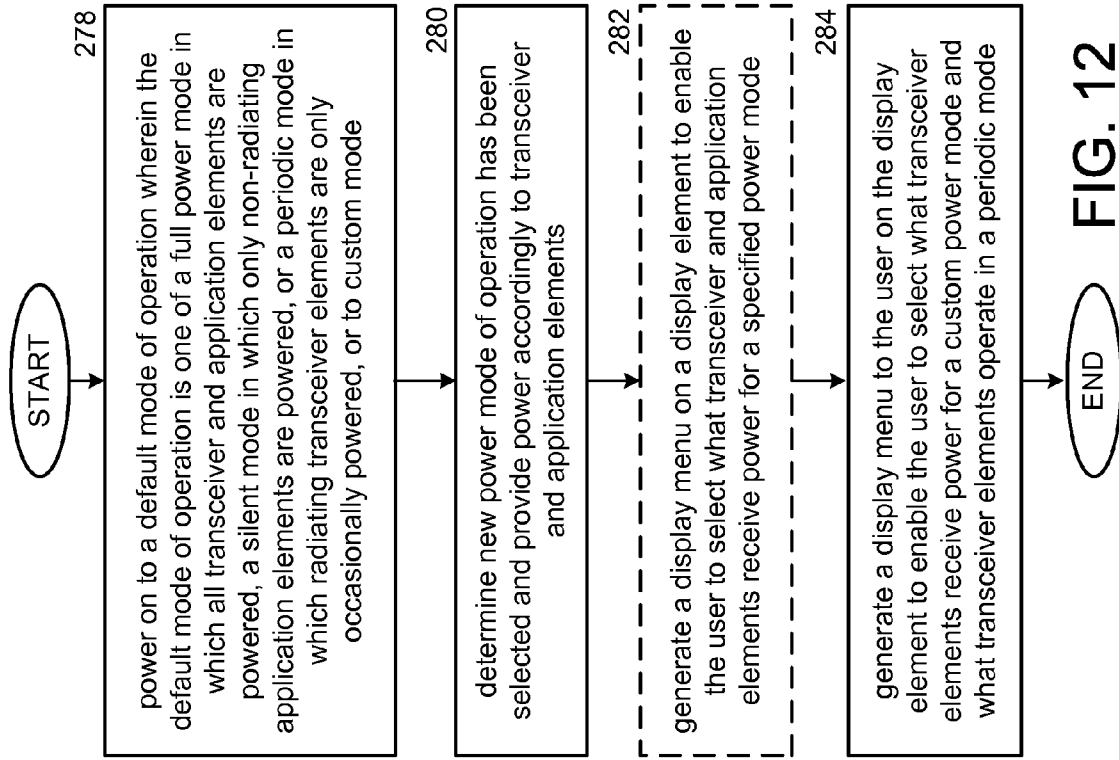 START
278
power on to a default mode of operation wherein the
default mode of operation is one of a full power mode in
which all transceiver and application elements are
powered, a silent mode in which only non-radiating
application elements are powered, or a periodic mode in
which radiating transceiver elements are only
occasionally powered, or to custom mode
280
determine new power mode of operation has been
selected and provide power accordingly to transceiver
and application elements
282
generate a display menu on a display element to enable
the user to select what transceiver and application
elements receive power for a specified power mode
284
generate a display menu to the user on the display
element to enable the user to select what transceiver
elements receive power for a custom power mode and
what transceiver elements operate in a periodic mode
END
FIG. 12